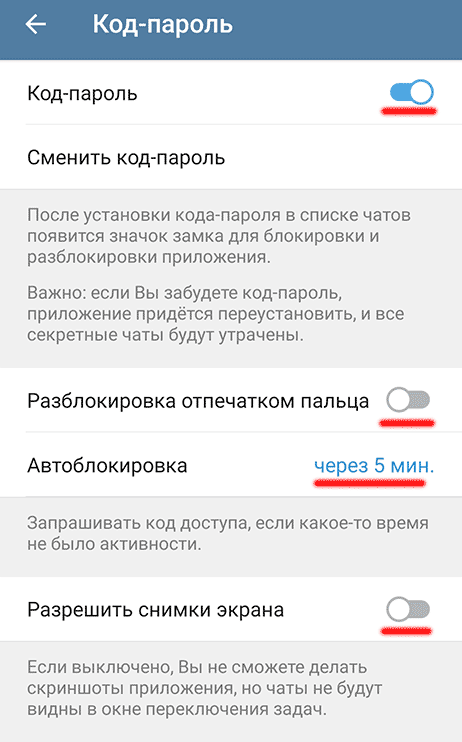 Код-пароль
Код-пароль
Сменить код-пароль
После установки кода-пароля в списке чатов
появится значок замка для блокировки и
разблокировки приложения.
Важно: если Вы забудете код-пароль,
приложение придётся переустановить, и все
секретные чаты будут утрачены.
Разблокировка отпечатком пальца
Автоблокировка через 5 мин.
Запрашивать код доступа, если какое-то время
не было активности.
Разрешить снимки экрана
Если выключено, Вы не сможете делать
скриншоты приложения, но чаты не будут
видны в окне переключения задач.